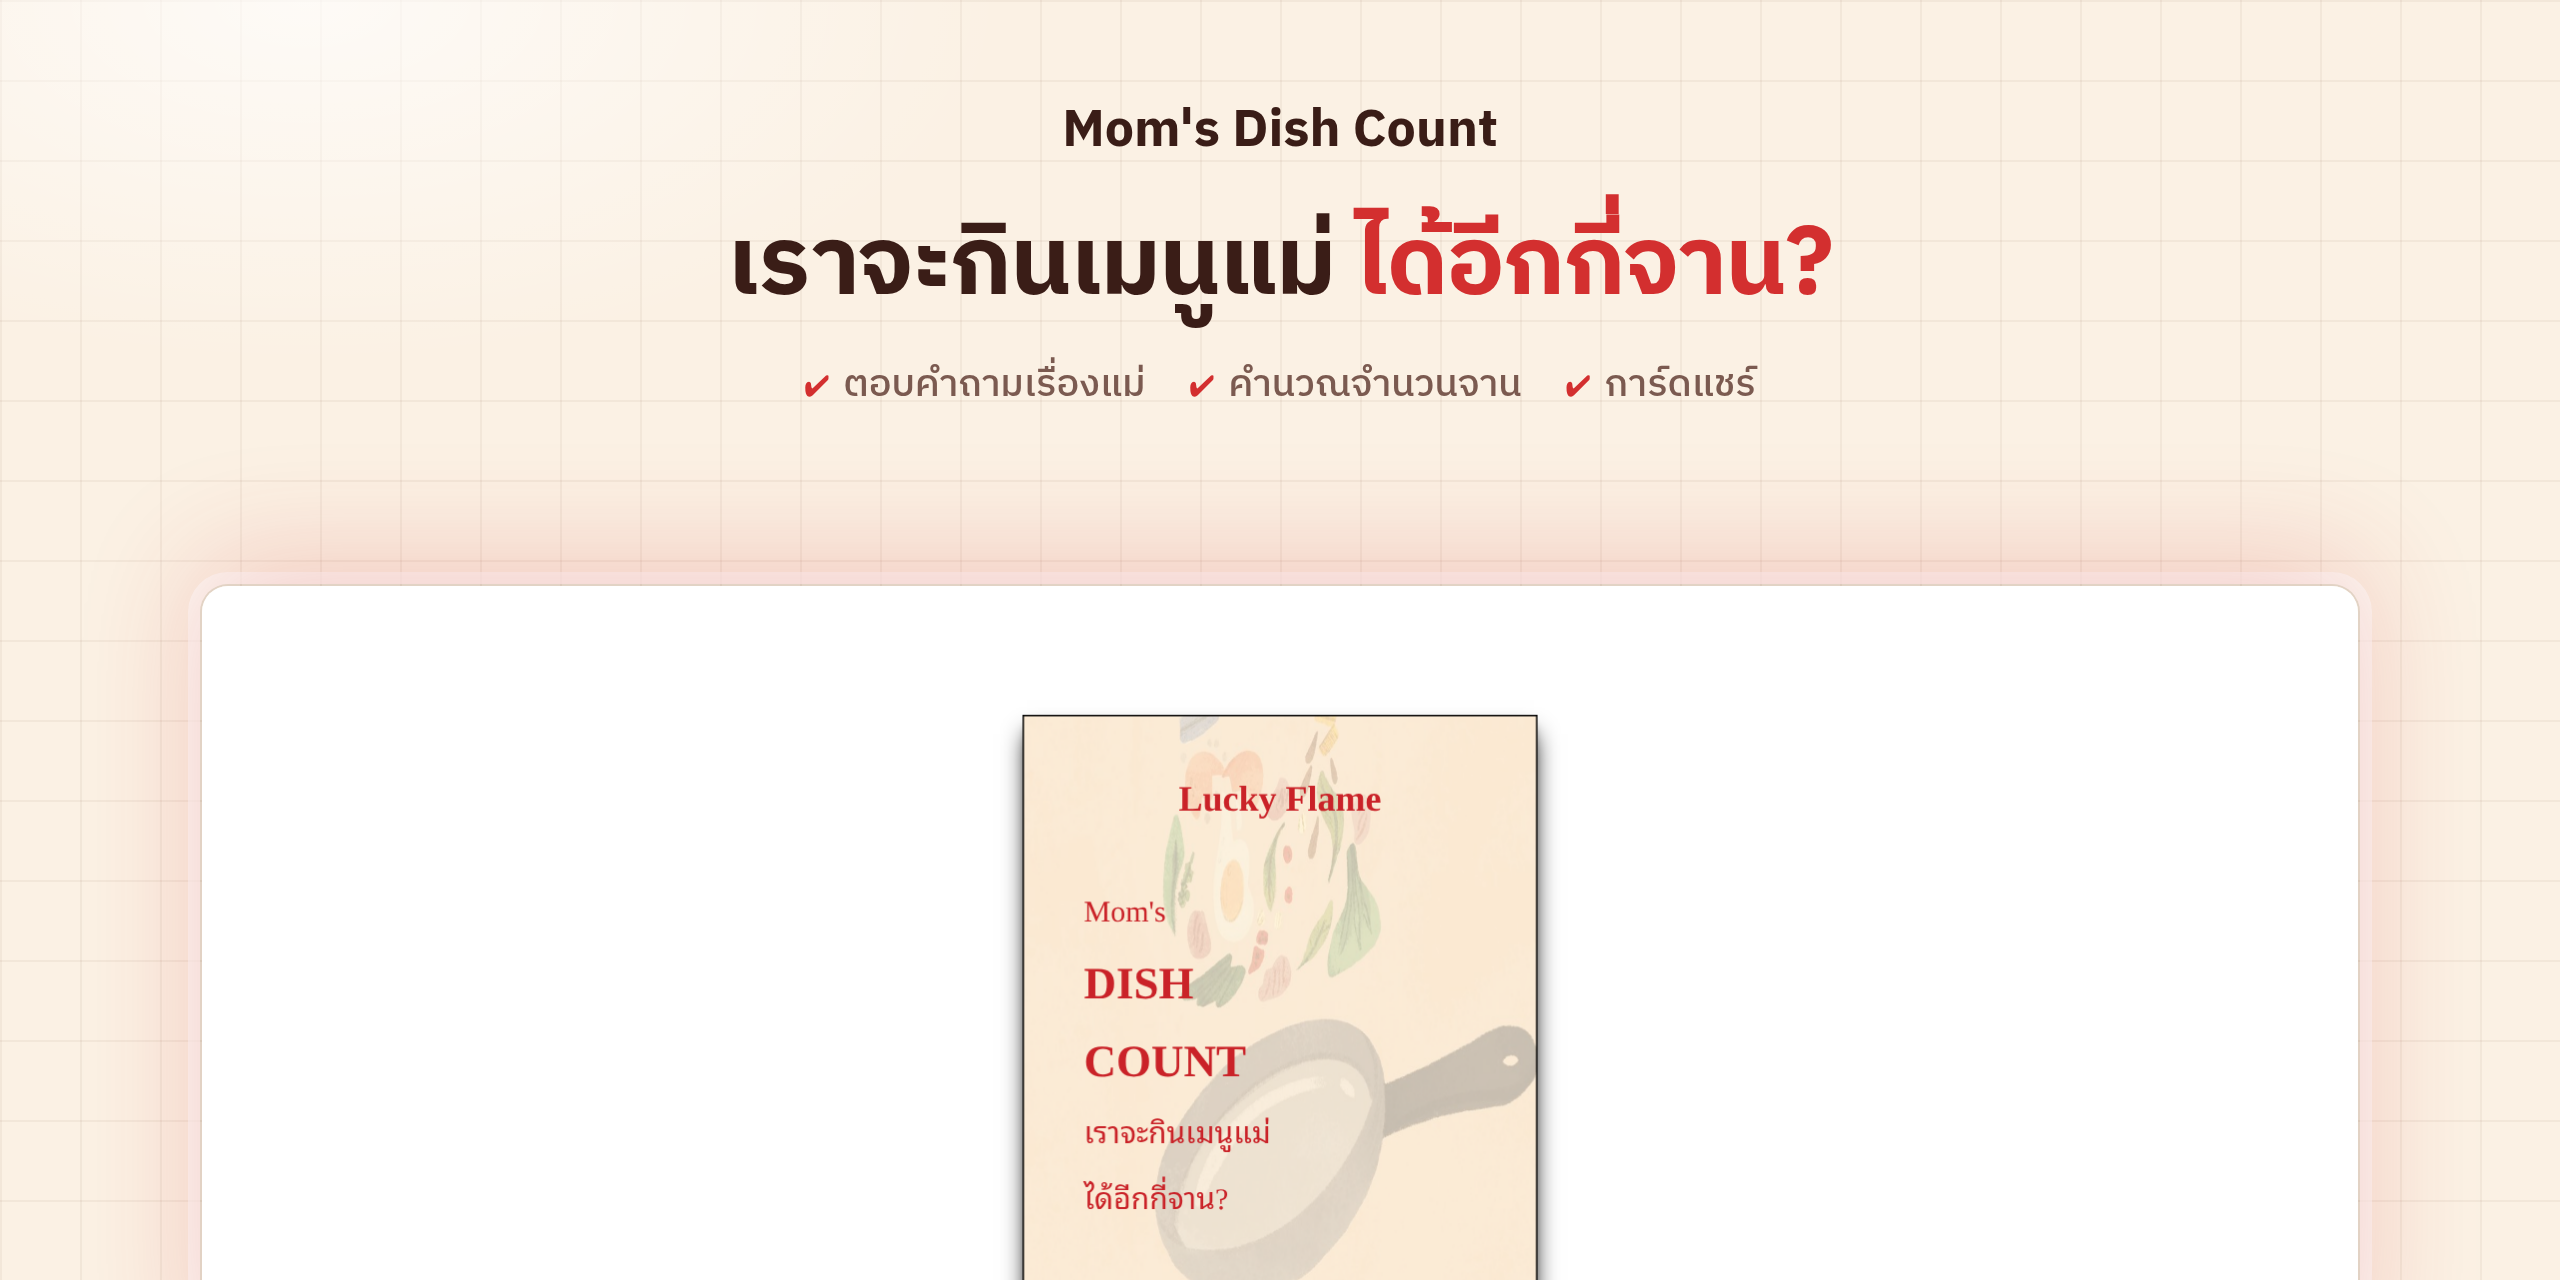 Mom's Dish Count
เราจะกินเมนูแม่ ได้อีกกี่จาน?
✔ ตอบคำถามเรื่องแม่ ✔ คำนวณจำนวนจาน ✔ การ์ดแชร์
Lucky Flame
Mom's
DISH
COUNT
เราจะกินเมนูแม่
ได้อีกกี่จาน?